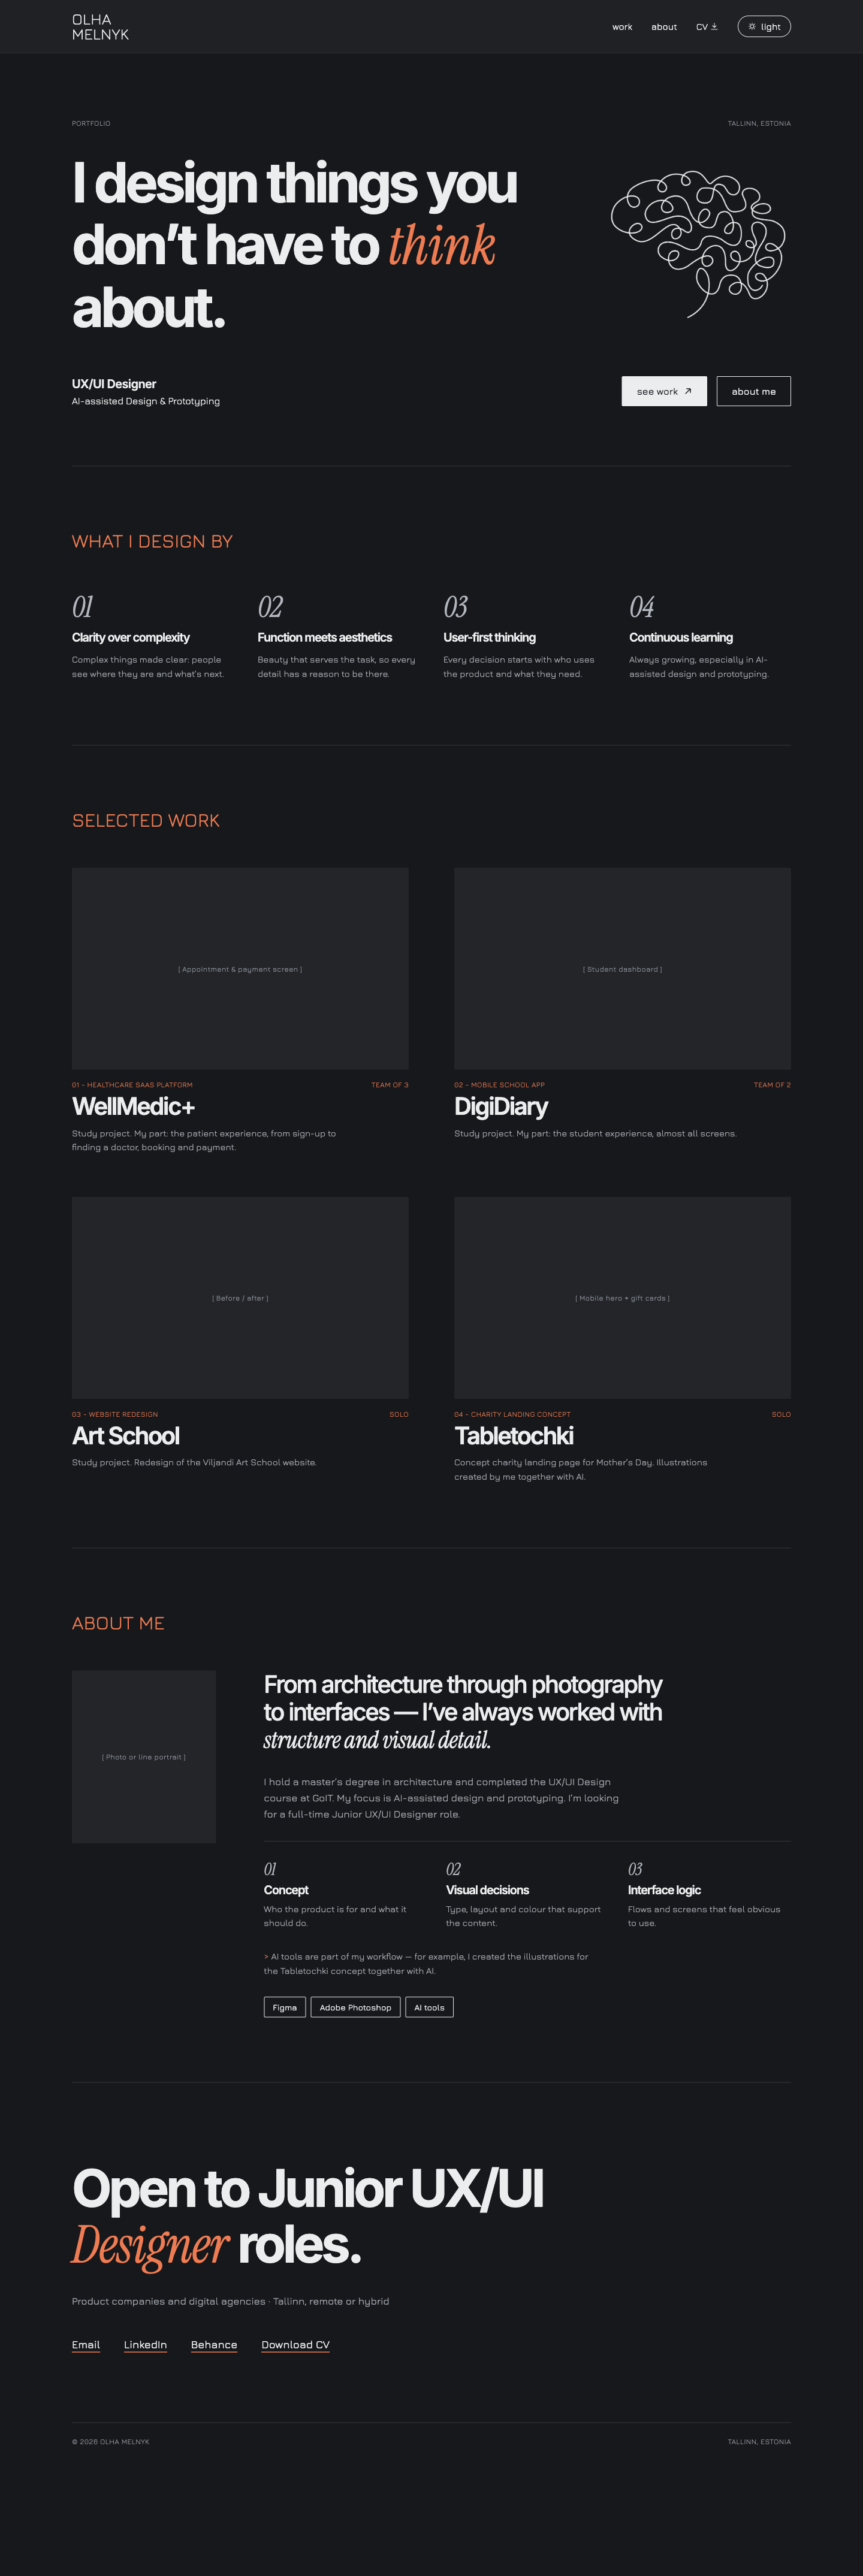 OLHA
MELNYK
work
about
CV
light
PORTFOLIO
TALLINN, ESTONIA
I design things you
don’t have to think
about.
UX/UI Designer
AI-assisted Design & Prototyping
see work ↗
about me
WHAT I DESIGN BY
01
Clarity over complexity
Complex things made clear: people
see where they are and what’s next.
02
Function meets aesthetics
Beauty that serves the task, so every
detail has a reason to be there.
03
User-first thinking
Every decision starts with who uses
the product and what they need.
04
Continuous learning
Always growing, especially in AI-
assisted design and prototyping.
SELECTED WORK
[ Appointment & payment screen ]
01 – HEALTHCARE SAAS PLATFORM
TEAM OF 3
WellMedic+
Study project. My part: the patient experience, from sign-up to
finding a doctor, booking and payment.
[ Student dashboard ]
02 – MOBILE SCHOOL APP
TEAM OF 2
DigiDiary
Study project. My part: the student experience, almost all screens.
[ Before / after ]
03 – WEBSITE REDESIGN
SOLO
Art School
Study project. Redesign of the Viljandi Art School website.
[ Mobile hero + gift cards ]
04 – CHARITY LANDING CONCEPT
SOLO
Tabletochki
Concept charity landing page for Mother’s Day. Illustrations
created by me together with AI.
ABOUT ME
[ Photo or line portrait ]
From architecture through photography
to interfaces — I’ve always worked with
structure and visual detail.
I hold a master’s degree in architecture and completed the UX/UI Design
course at GoIT. My focus is AI-assisted design and prototyping. I’m looking
for a full-time Junior UX/UI Designer role.
01
Concept
Who the product is for and what it
should do.
02
Visual decisions
Type, layout and colour that support
the content.
03
Interface logic
Flows and screens that feel obvious
to use.
> AI tools are part of my workflow — for example, I created the illustrations for
the Tabletochki concept together with AI.
Figma
Adobe Photoshop
AI tools
Open to Junior UX/UI
Designer roles.
Product companies and digital agencies · Tallinn, remote or hybrid
Email
LinkedIn
Behance
Download CV
© 2026 OLHA MELNYK
TALLINN, ESTONIA